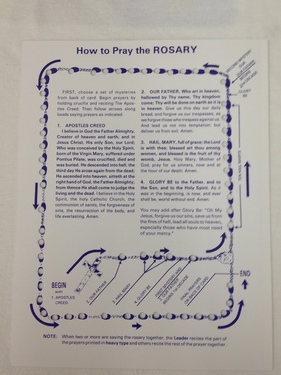 How to Pray the ROSARY
FIRST, choose a set of mysteries
from back of card. Begin prayers by
holding crucifix and reciting The Apos-
tles Creed. Then follow arrows along
beads saying prayers as indicated.
1. APOSTLES CREED
I believe in God the Father Almighty,
Creator of heaven and earth; and in
Jesus Christ, His only Son, our Lord;
Who was conceived by the Holy Spirit,
born of the Virgin Mary, suffered under
Pontius Pilate, was crucified, died and
was buried. He descended into hell; the
third day He arose again from the dead;
He ascended into heaven, sitteth at the
right hand of God, the Father Almighty;
from thence He shall come to judge the
living and the dead. I believe in the Holy
Spirit, the holy Catholic Church, the
communion of saints, the forgiveness of
sins, the resurrection of the body, and
life everlasting. Amen.
2. OUR FATHER, Who art in heaven,
hallowed by Thy name, Thy kingdom
come; Thy will be done on earth as it is
in heaven. Give us this day our daily
bread, and forgive us our trespasses, as
we forgive those who trespass against us.
And lead us not into temptation; but
deliver us from evil. Amen.
3. HAIL, MARY, full of grace; the Lord
is with thee; blessed art thou among
women, and blessed is the fruit of thy
womb, Jesus. Holy Mary, Mother of
God, pray for us sinners, now and at
the hour of our death. Amen.
4. GLORY BE to the Father, and to
the Son, and to the Holy Spirit. As it
was in the beginning, is now, and ever
shall be, world without end. Amen.
You may add after Glory Be: "Oh My
Jesus, forgive us our sins, save us from
the fires of hell, lead all souls to heaven,
especially those who have most need
of your mercy."
BEGIN
with
1. APOSTLES
CREED
2. OUR FATHER
3. HAIL MARY
4. GLORY BE
END
NOTE: When two or more are saying the rosary together, the Leader recites the part of
the prayers printed in heavy type and others recite the rest of the prayer together.